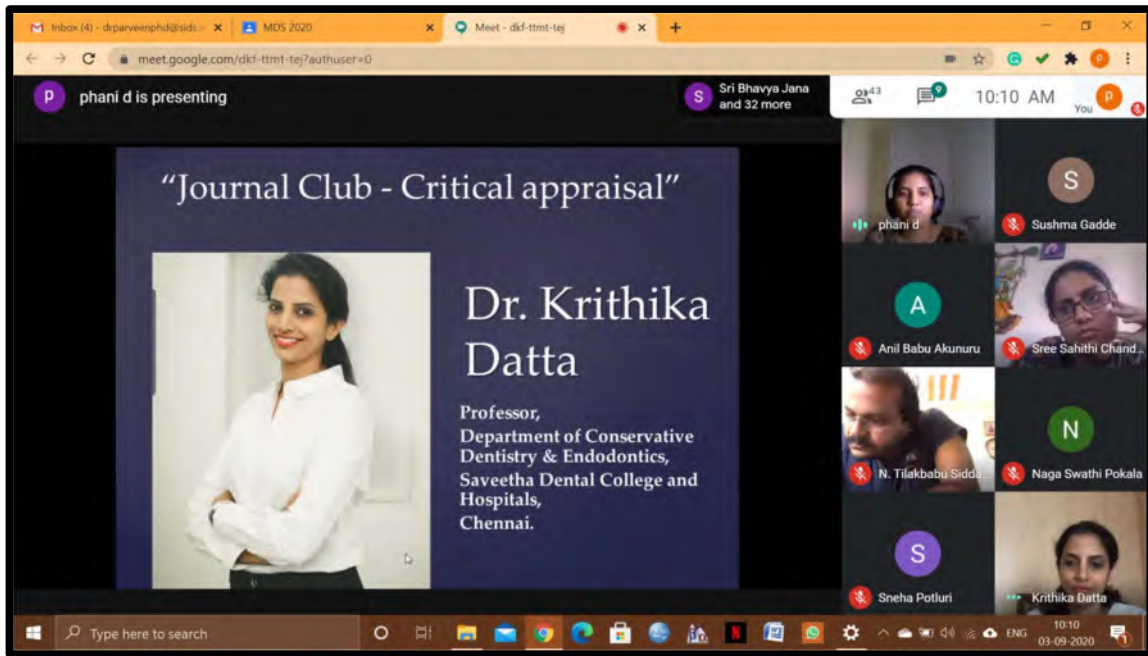 Inbox (4) - drparveenphd@sids.
MDS 2020
Meet - dkf-ttmt-tej
meet.google.com/dkf-ttmt-tej?authuser=0
P
phani d is presenting
S
Sri Bhavya Jana
and 32 more
43
9
10:10 AM
You
P
“Journal Club - Critical appraisal”
Dr. Krithika
Datta
Professor,
Department of Conservative
Dentistry & Endodontics,
Saveetha Dental College and
Hospitals,
Chennai.
phani d
S
Sushma Gadde
A
Anil Babu Akunuru
Sree Sahithi Chand...
N. Tilakbabu Sidda...
N
Naga Swathi Pokala
S
Sneha Potluri
Krithika Datta
Type here to search
ENG
10:10
03-09-2020